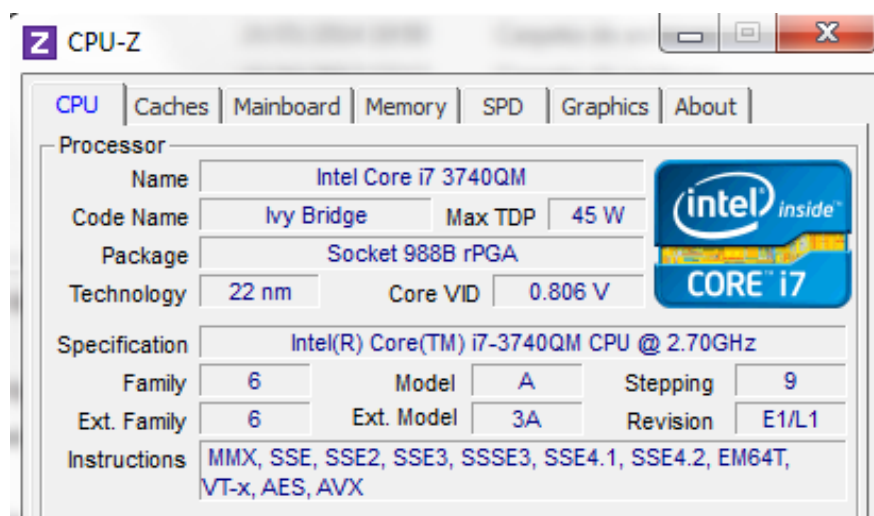 CPU-Z
CPU Caches Mainboard Memory SPD Graphics About
Processor
Name Intel Core i7 3740QM
Code Name Ivy Bridge Max TDP 45 W
Package Socket 988B rPGA
Technology 22 nm Core VID 0.806 V
intel inside™
CORE™ i7
Specification Intel(R) Core(TM) i7-3740QM CPU @ 2.70GHz
Family 6 Model A Stepping 9
Ext. Family 6 Ext. Model 3A Revision E1/L1
Instructions MMX, SSE, SSE2, SSE3, SSSE3, SSE4.1, SSE4.2, EM64T,
VT-x, AES, AVX